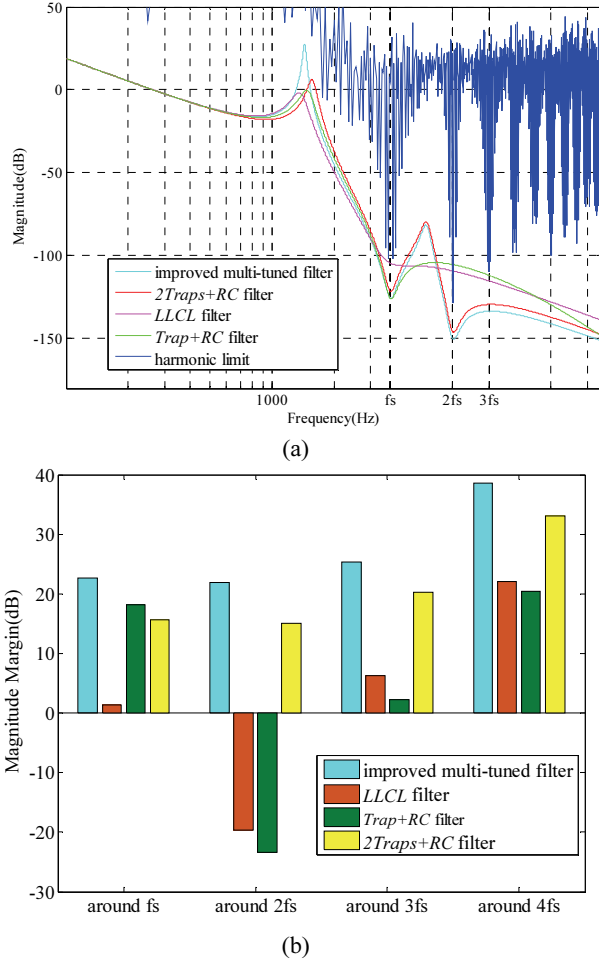 50
0
-50
-100
-150
Magnitude(dB)
improved multi-tuned filter
2Traps+RC filter
LLCL filter
Trap+RC filter
harmonic limit
1000
fs
2fs
3fs
Frequency(Hz)
(a)
40
30
20
10
0
-10
-20
-30
Magnitude Margin(dB)
improved multi-tuned filter
LLCL filter
Trap+RC filter
2Traps+RC filter
around fs
around 2fs
around 3fs
around 4fs
(b)